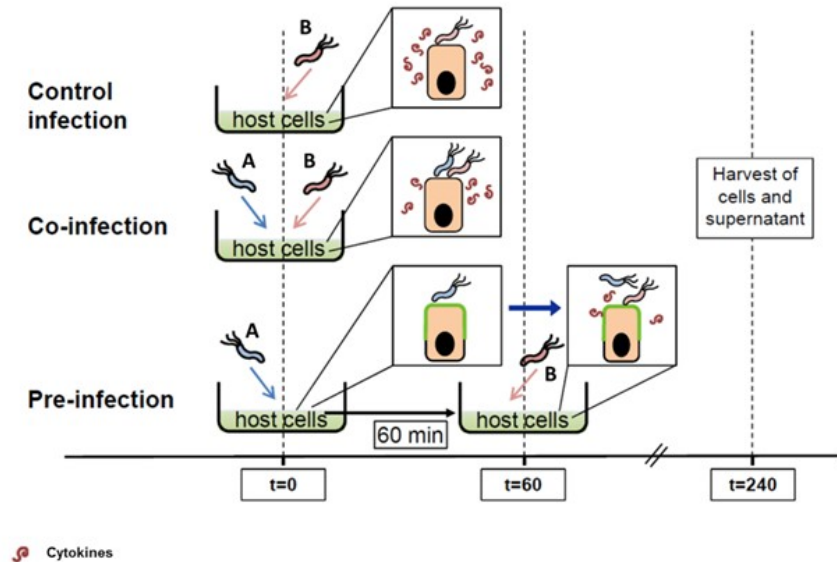 B
Control
infection
host cells
A
B
Co-infection
host cells
Harvest of
cells and
supernatant
A
B
Pre-infection
host cells
60 min
host cells
t=0
t=60
t=240
Cytokines